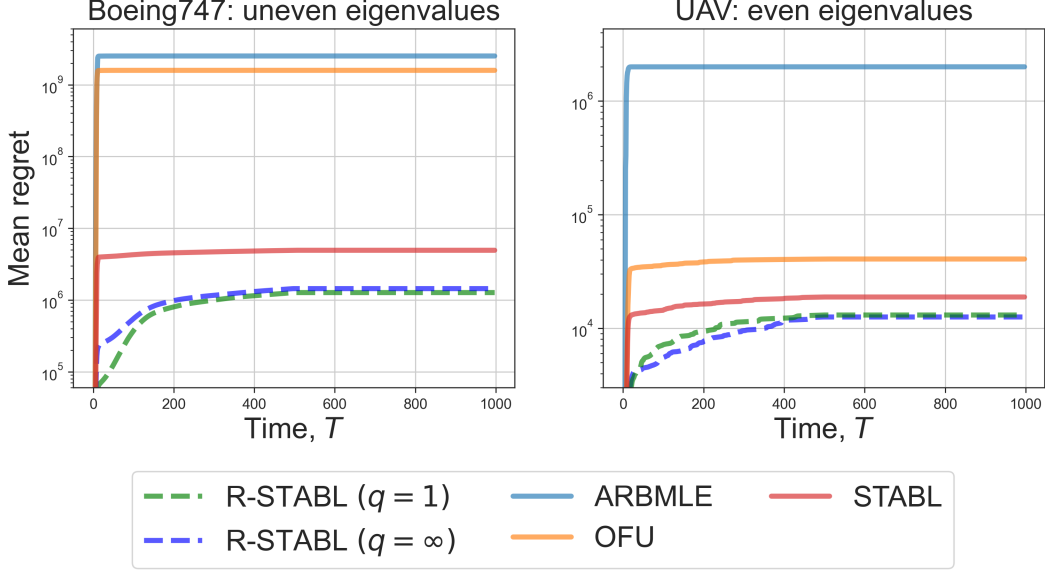 Boeing747: uneven eigenvalues
Mean regret
10^9
10^8
10^7
10^6
10^5
0 200 400 600 800 1000
Time, T
UAV: even eigenvalues
10^6
10^5
10^4
0 200 400 600 800 1000
Time, T
R-STABL (q = 1)
R-STABL (q = ∞)
ARBMLE
OFU
STABL